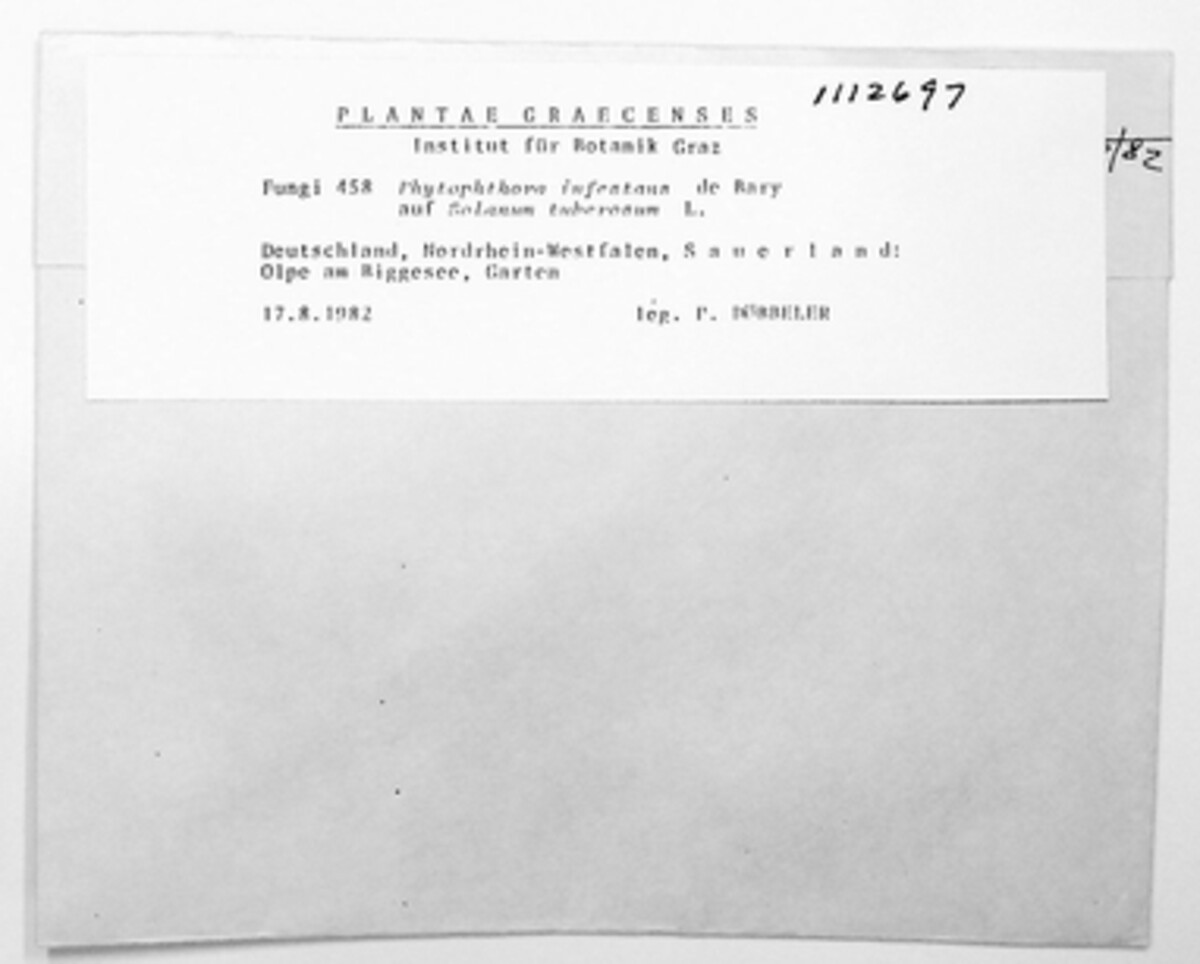 1112697
PLANTAE GRAECENSES
Institut für Botanik Graz
/82
Fungi 458 Phytophthora infestans de Bary
auf Solanum tuberosum L.
Deutschland, Nordrhein-Westfalen, Sauerland:
Olpe am Biggesee, Garten
17.8.1982 leg. P. DÖBBELER